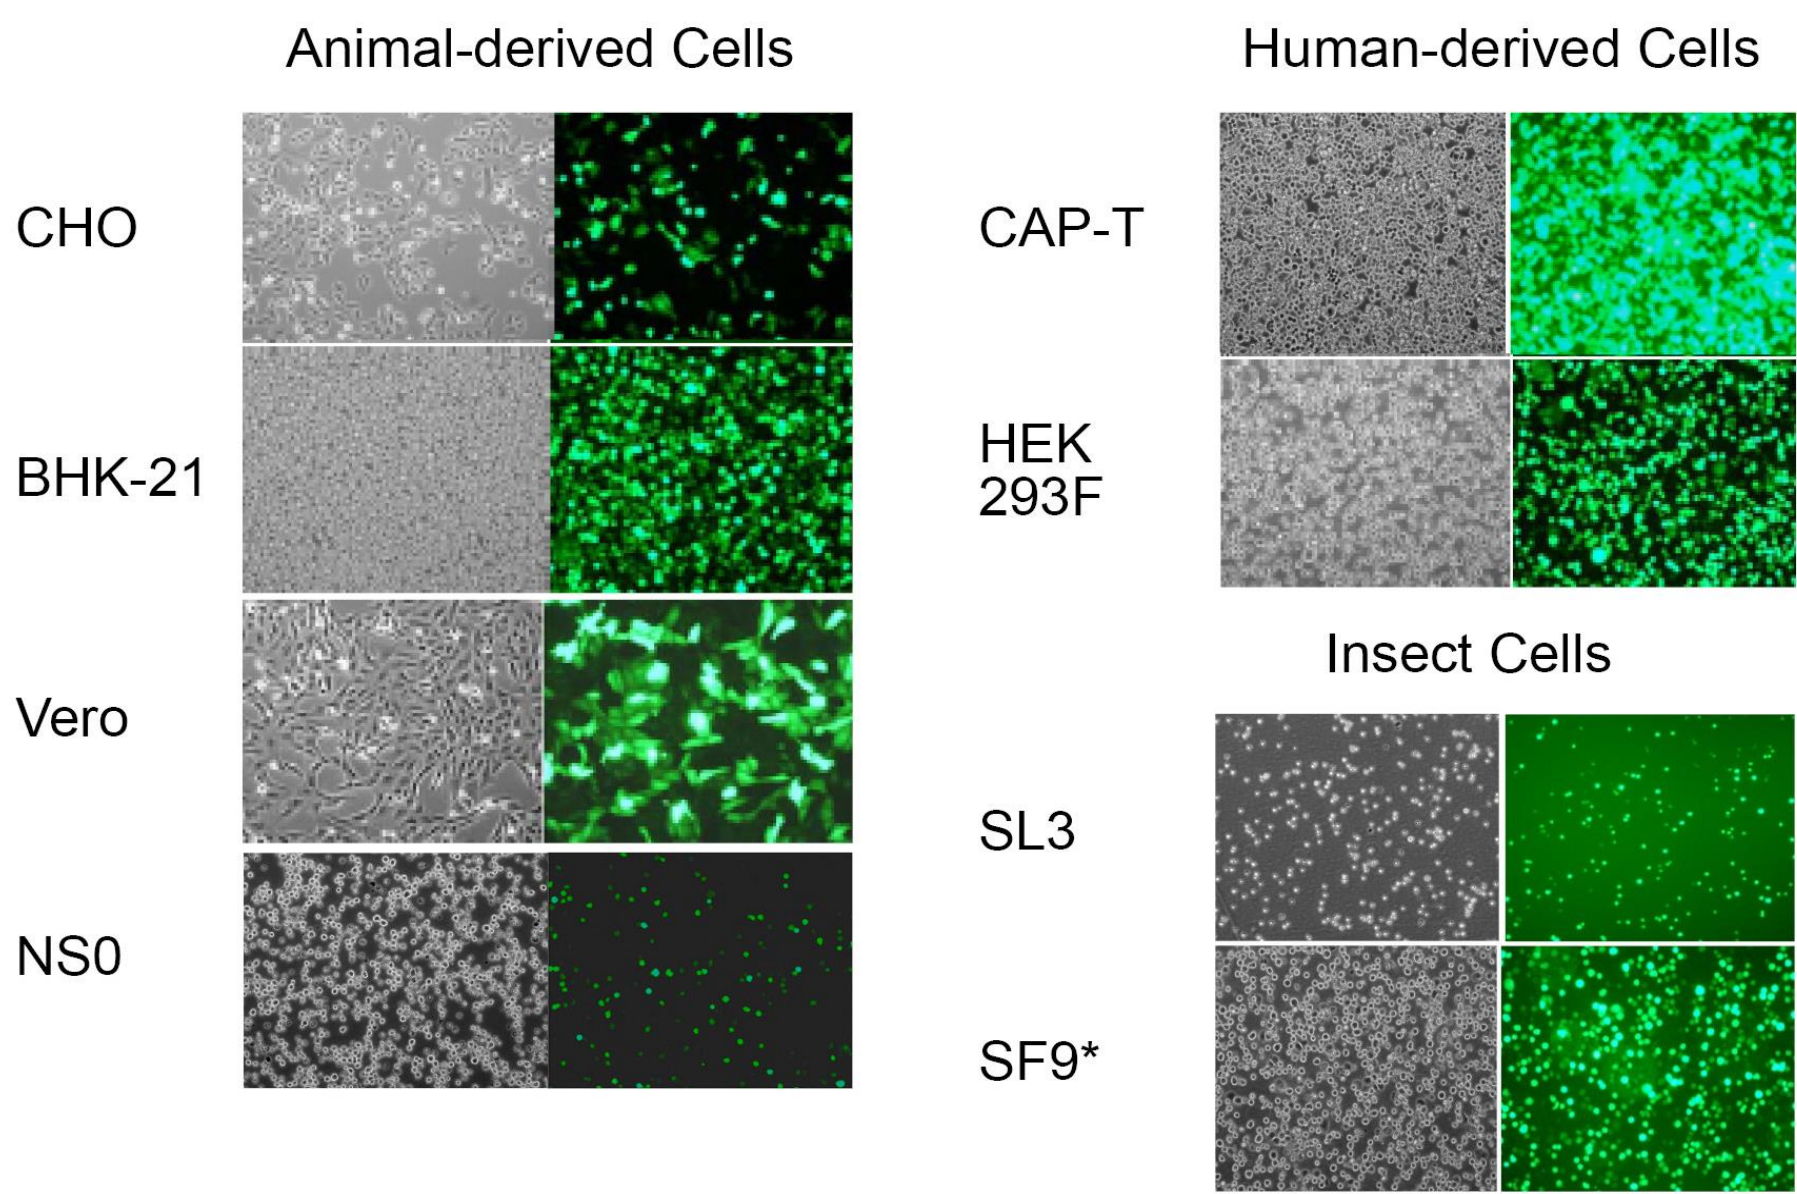 Animal-derived Cells
CHO
BHK-21
Vero
NS0
Human-derived Cells
CAP-T
HEK
293F
Insect Cells
SL3
SF9*